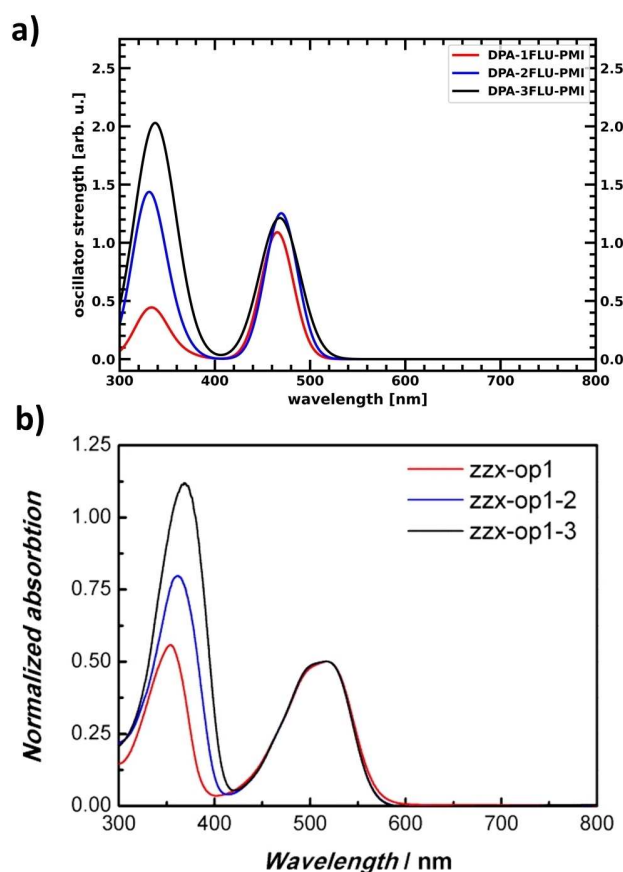 a)
2.5
2.0
1.5
1.0
0.5
0.0
oscillator strength [arb. u.]
DPA-1FLU-PMI
DPA-2FLU-PMI
DPA-3FLU-PMI
2.5
2.0
1.5
1.0
0.5
0.0
300 400 500 600 700 800
wavelength [nm]
b)
1.25
1.00
0.75
0.50
0.25
0.00
Normalized absorbtion
zzx-op1
zzx-op1-2
zzx-op1-3
300 400 500 600 700 800
Wavelength / nm